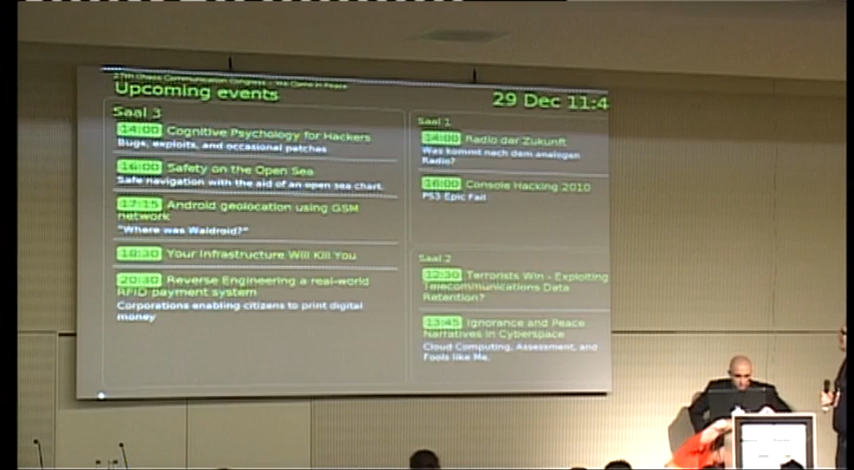 27th Chaos Communication Congress - We Come in Peace
Upcoming events
29 Dec 11:4
Saal 3
14:00 Cognitive Psychology for Hackers
Bugs, exploits, and occasional patches
16:00 Safety on the Open Sea
Safe navigation with the aid of an open sea chart.
17:15 Android geolocation using GSM
network
"Where was Waldroid?"
18:30 Your Infrastructure Will Kill You
20:30 Reverse Engineering a real-world
RFID payment system
Corporations enabling citizens to print digital
money
Saal 1
14:00 Radio der Zukunft
Was kommt nach dem analogen
Radio?
16:00 Console Hacking 2010
PS3 Epic Fail
Saal 2
12:30 Terrorists Win - Exploiting
Telecommunications Data
Retention?
13:45 Ignorance and Peace
Narratives in Cyberspace
Cloud Computing, Assessment, and
Fools like Me.